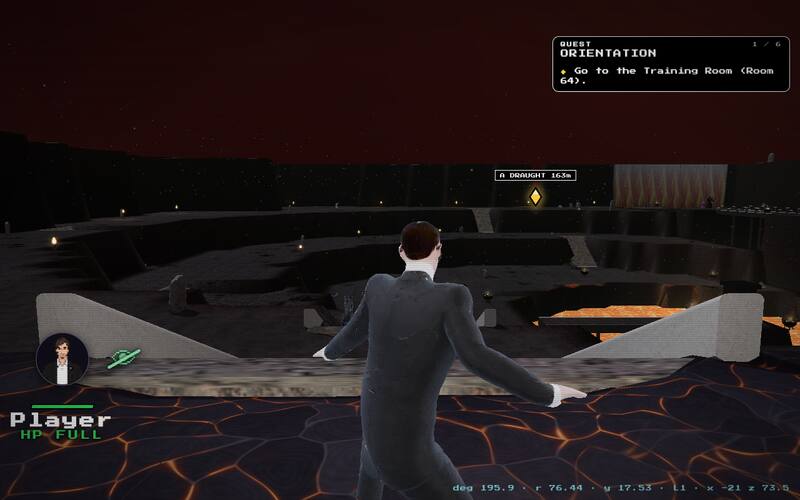 QUEST 1 / 6
ORIENTATION
◆ Go to the Training Room (Room
64).
A DRAUGHT 163m
Player
HP FULL
deg 195.9 · r 76.44 · y 17.53 · L1 · x -21 z 73.5